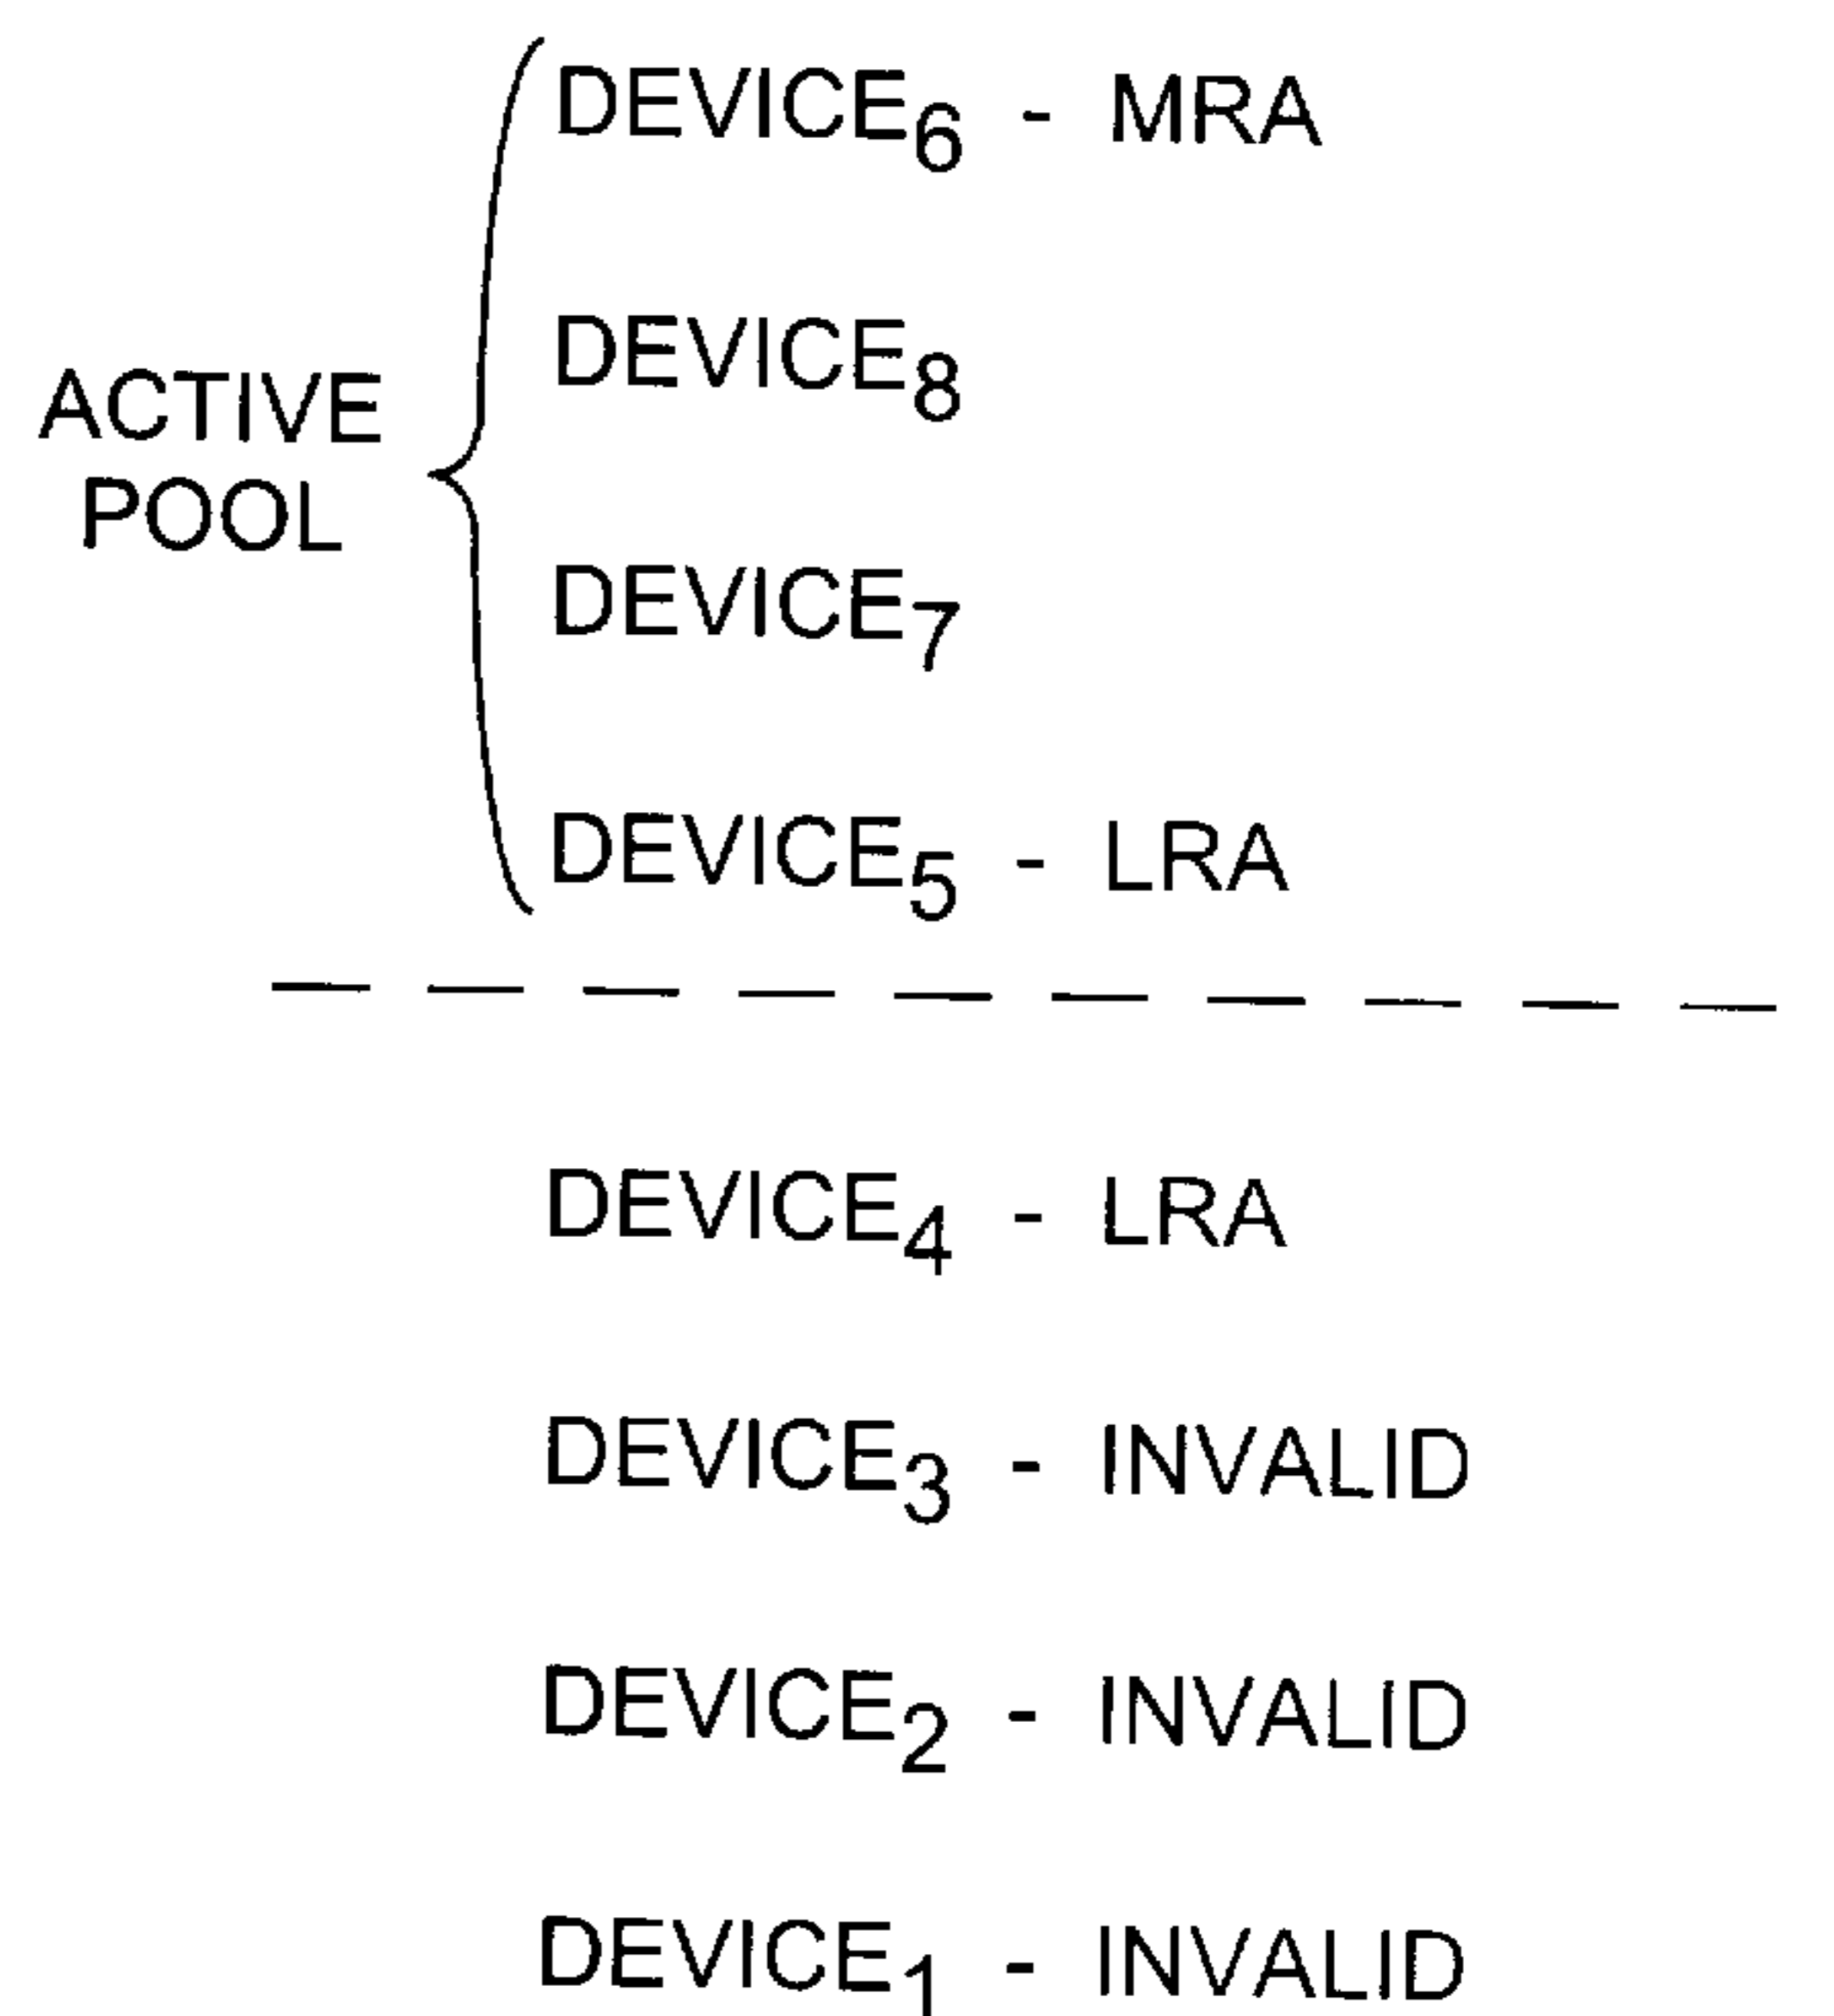 DEVICE6 - MRA
DEVICE8
ACTIVE
POOL
DEVICE7
DEVICE5 - LRA
DEVICE4 - LRA
DEVICE3 - INVALID
DEVICE2 - INVALID
DEVICE1 - INVALID